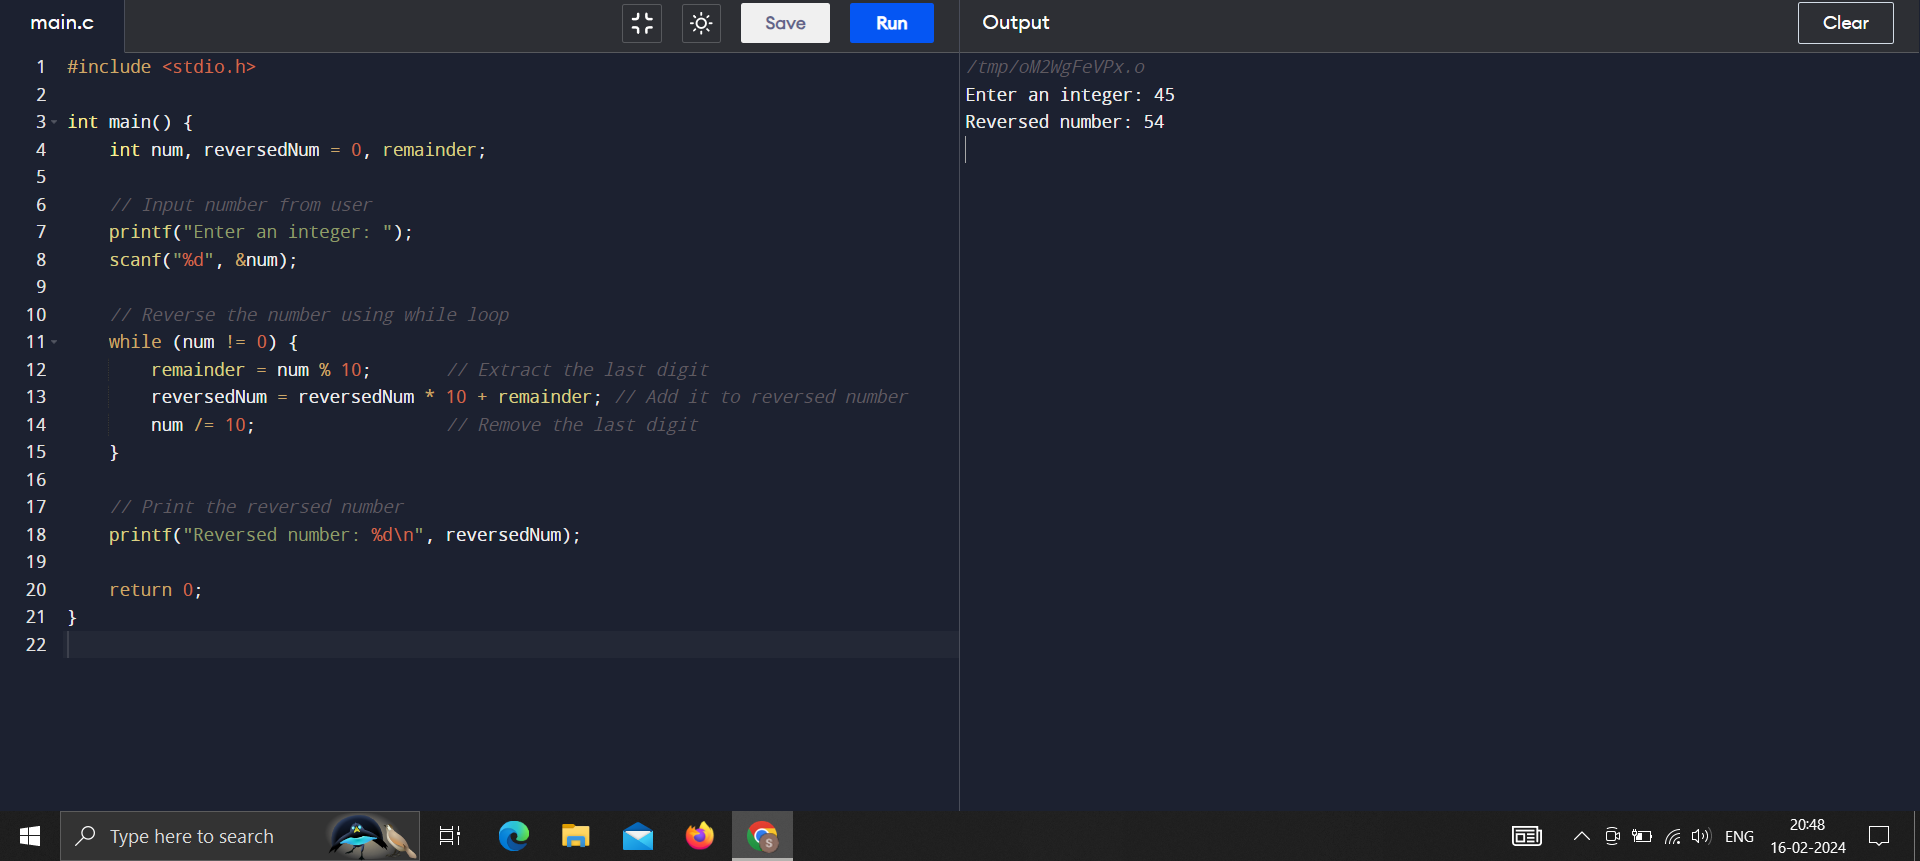 main.c
Save
Run
Output
Clear
1 #include <stdio.h>
2
3 int main() {
4     int num, reversedNum = 0, remainder;
5
6     // Input number from user
7     printf("Enter an integer: ");
8     scanf("%d", &num);
9
10     // Reverse the number using while loop
11     while (num != 0) {
12         remainder = num % 10;       // Extract the last digit
13         reversedNum = reversedNum * 10 + remainder; // Add it to reversed number
14         num /= 10;                  // Remove the last digit
15     }
16
17     // Print the reversed number
18     printf("Reversed number: %d\n", reversedNum);
19
20     return 0;
21 }
22
/tmp/oM2WgFeVPx.o
Enter an integer: 45
Reversed number: 54
Type here to search
S
ENG
20:48
16-02-2024